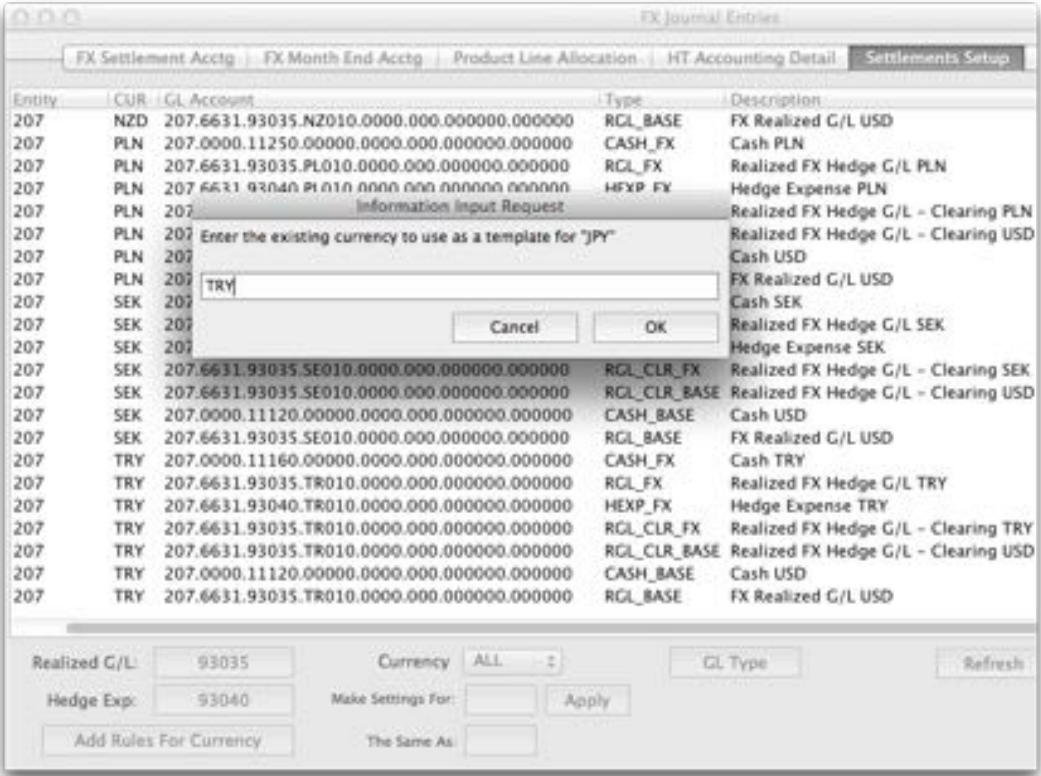 FX Journal Entries
FX Settlement Acctg FX Month End Acctg Product Line Allocation HT Accounting Detail Settlements Setup
Entity CUR GL Account Type Description
207 NZD 207.6631.93035.NZ010.0000.000.000000.000000 RGL_BASE FX Realized G/L USD
207 PLN 207.0000.11250.00000.0000.000.000000.000000 CASH_FX Cash PLN
207 PLN 207.6631.93035.PL010.0000.000.000000.000000 RGL_FX Realized FX Hedge G/L PLN
207 PLN 207.6631.93040.PL010.0000.000.000000.000000 HEXP_FX Hedge Expense PLN
Information Input Request
207 PLN 207 Realized FX Hedge G/L - Clearing PLN
Enter the existing currency to use as a template for "JPY"
207 PLN 207 Realized FX Hedge G/L - Clearing USD
207 PLN 207 Cash USD
207 PLN 207 FX Realized G/L USD
TRY
207 SEK 207 Cash SEK
207 SEK 207 Realized FX Hedge G/L SEK
Cancel OK
207 SEK 207 Hedge Expense SEK
207 SEK 207.6631.93035.SE010.0000.000.000000.000000 RGL_CLR_FX Realized FX Hedge G/L - Clearing SEK
207 SEK 207.6631.93035.SE010.0000.000.000000.000000 RGL_CLR_BASE Realized FX Hedge G/L - Clearing USD
207 SEK 207.0000.11120.00000.0000.000.000000.000000 CASH_BASE Cash USD
207 SEK 207.6631.93035.SE010.0000.000.000000.000000 RGL_BASE FX Realized G/L USD
207 TRY 207.0000.11160.00000.0000.000.000000.000000 CASH_FX Cash TRY
207 TRY 207.6631.93035.TR010.0000.000.000000.000000 RGL_FX Realized FX Hedge G/L TRY
207 TRY 207.6631.93040.TR010.0000.000.000000.000000 HEXP_FX Hedge Expense TRY
207 TRY 207.6631.93035.TR010.0000.000.000000.000000 RGL_CLR_FX Realized FX Hedge G/L - Clearing TRY
207 TRY 207.6631.93035.TR010.0000.000.000000.000000 RGL_CLR_BASE Realized FX Hedge G/L - Clearing USD
207 TRY 207.0000.11120.00000.0000.000.000000.000000 CASH_BASE Cash USD
207 TRY 207.6631.93035.TR010.0000.000.000000.000000 RGL_BASE FX Realized G/L USD
Realized G/L: 93035 Currency ALL GL Type Refresh
Hedge Exp: 93040 Make Settings For: Apply
Add Rules For Currency The Same As: